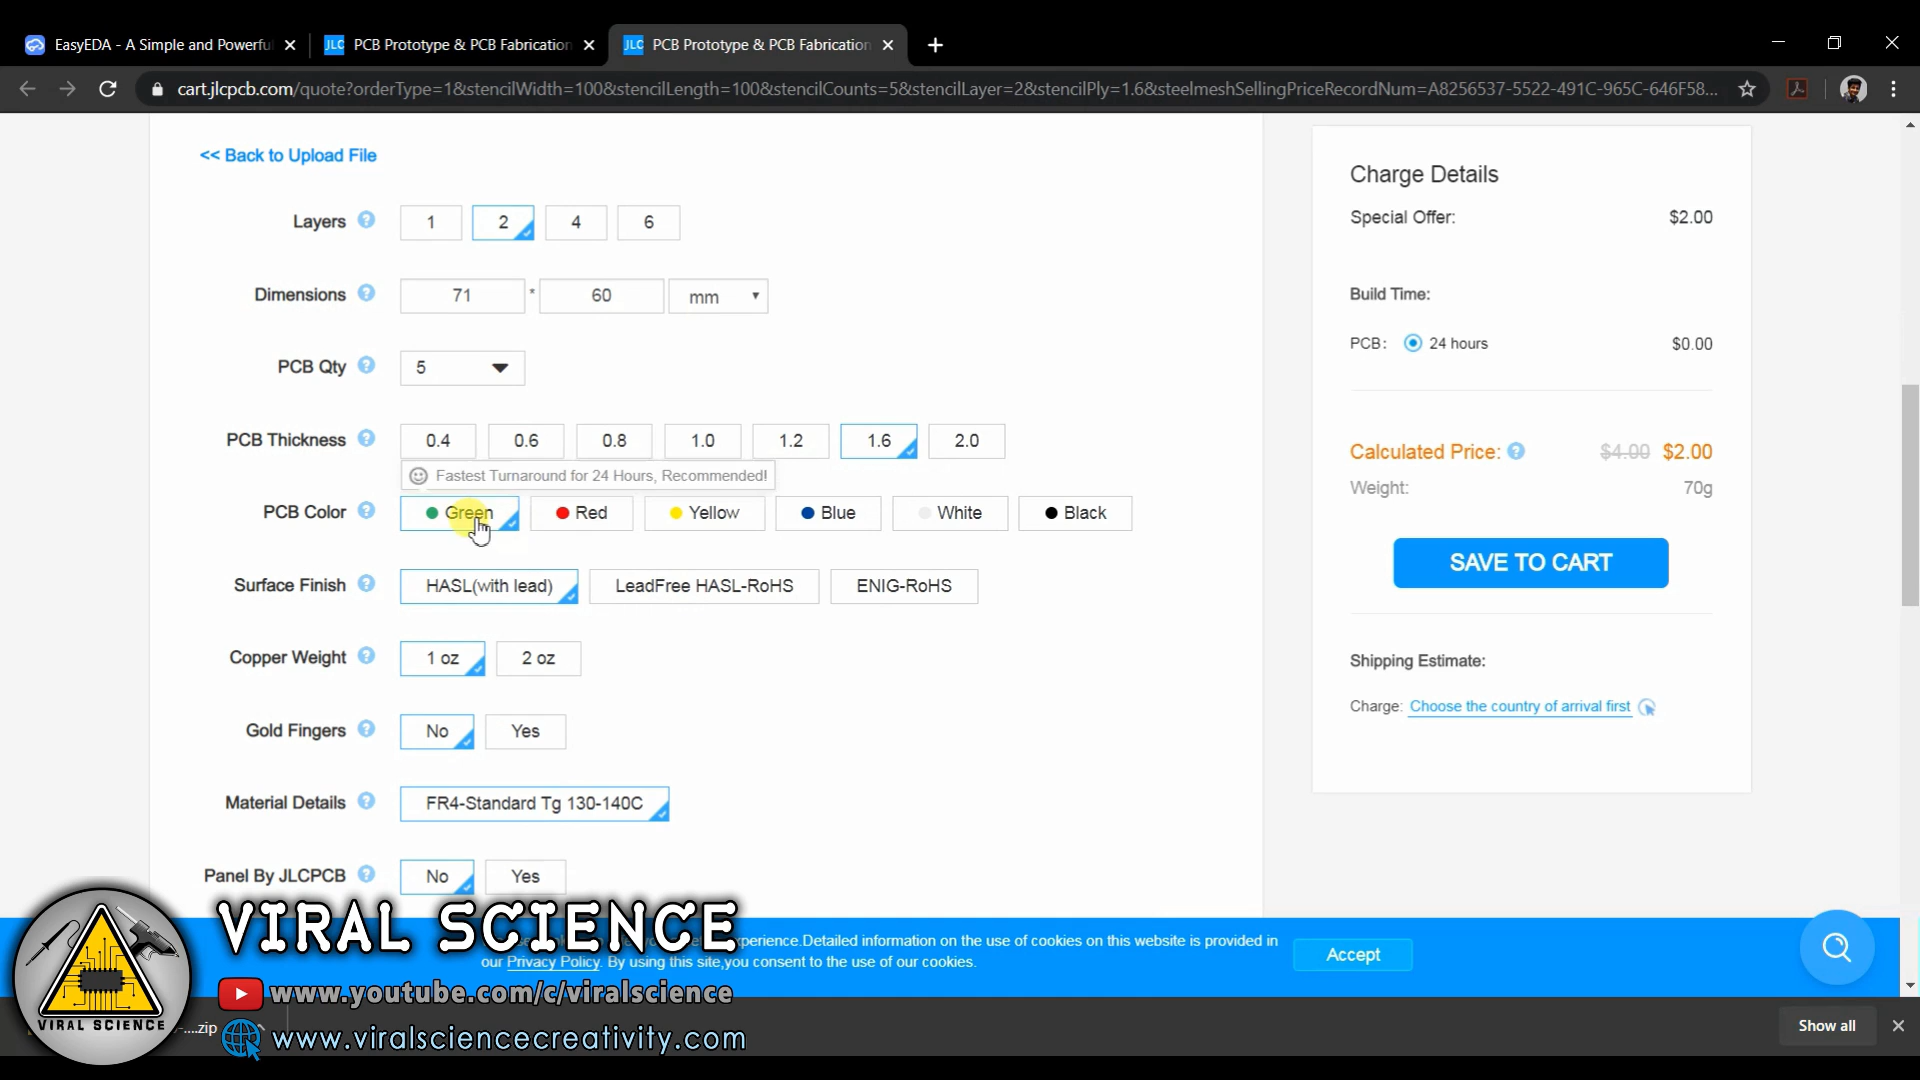 EasyEDA - A Simple and Powerfu
JLC PCB Prototype & PCB Fabrication
JLC PCB Prototype & PCB Fabrication
cart.jlcpcb.com/quote?orderType=1&stencilWidth=100&stencilLength=100&stencilCounts=5&stencilLayer=2&stencilPly=1.6&steelmeshSellingPriceRecordNum=A8256537-5522-491C-965C-646F58...
<< Back to Upload File
Layers ? 1 2 4 6
Dimensions ? 71 * 60 mm
PCB Qty ? 5
PCB Thickness ? 0.4 0.6 0.8 1.0 1.2 1.6 2.0
Fastest Turnaround for 24 Hours, Recommended!
PCB Color ? Green Red Yellow Blue White Black
Surface Finish ? HASL(with lead) LeadFree HASL-RoHS ENIG-RoHS
Copper Weight ? 1 oz 2 oz
Gold Fingers ? No Yes
Material Details ? FR4-Standard Tg 130-140C
Panel By JLCPCB ? No Yes
Charge Details
Special Offer: $2.00
Build Time:
PCB: 24 hours $0.00
Calculated Price: ? $4.00 $2.00
Weight: 70g
SAVE TO CART
Shipping Estimate:
Charge: Choose the country of arrival first
perience.Detailed information on the use of cookies on this website is provided in
our Privacy Policy. By using this site,you consent to the use of our cookies.
Accept
VIRAL SCIENCE
www.youtube.com/c/viralscience
www.viralsciencecreativity.com
VIRAL SCIENCE
-....zip
Show all